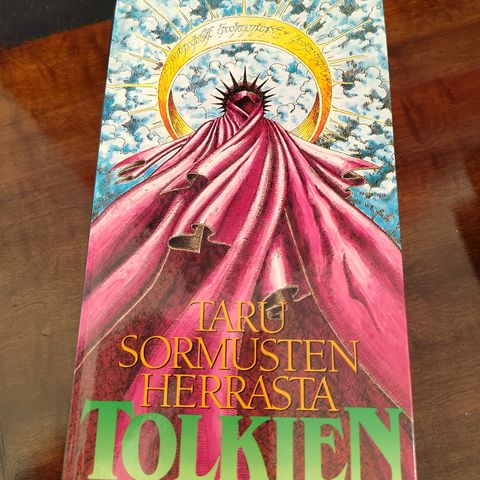 TARU
SORMUSTEN
HERRASTA
TOLKIEN